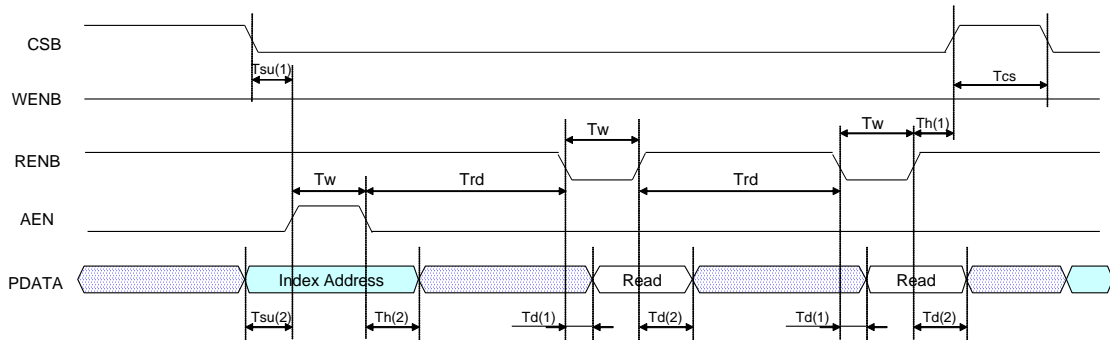 CSB
Tsu(1)
Tcs
WENB
Tw
Tw
Th(1)
RENB
Tw
Trd
Trd
AEN
PDATA
Index Address
Read
Read
Tsu(2)
Th(2)
Td(1)
Td(2)
Td(1)
Td(2)